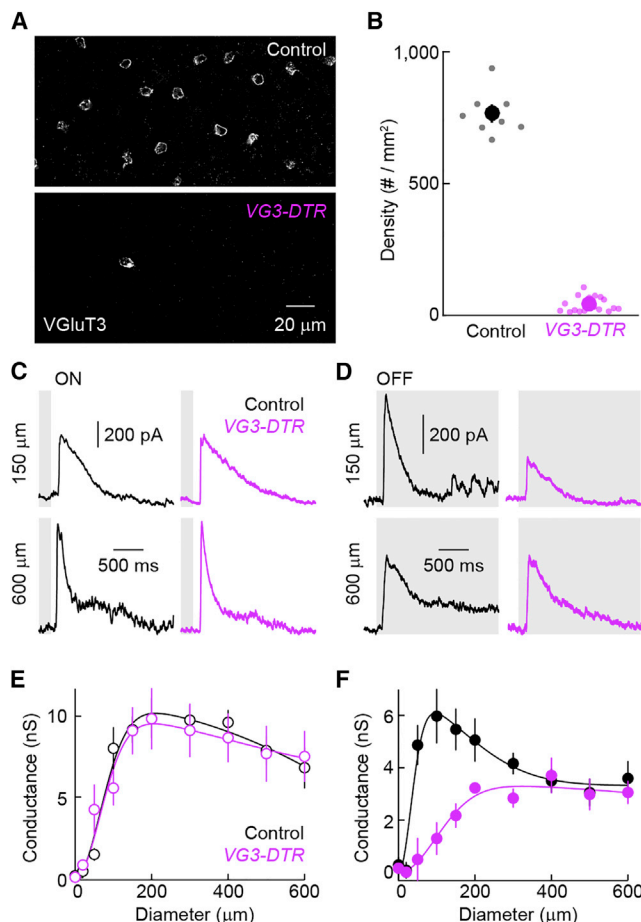 A
Control
VG3-DTR
VGluT3
20 μm
B
1,000
500
0
Density (# / mm²)
Control
VG3-DTR
C
ON
Control
VG3-DTR
200 pA
150 μm
600 μm
500 ms
D
OFF
200 pA
150 μm
600 μm
500 ms
E
10
5
0
Conductance (nS)
Control
VG3-DTR
0 200 400 600
Diameter (μm)
F
6
4
2
0
Conductance (nS)
0 200 400 600
Diameter (μm)